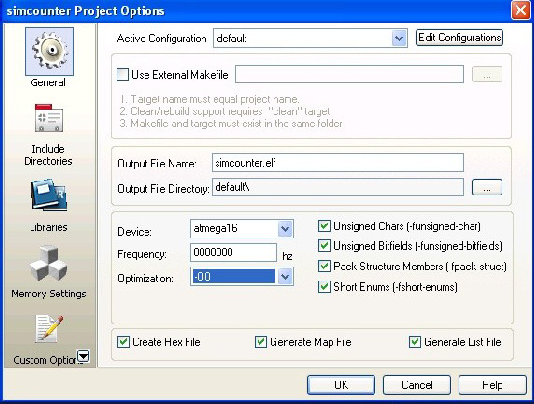 simcounter Project Options
General
Include Directories
Libraries
Memory Settings
Custom Options
Active Configuration default
Edit Configurations
Use External Makefile
...
1. Target name must equal project name.
2. Clean/rebuild support requires "clean" target
3. Makefile and target must exist in the same folder
Output File Name: simcounter.elf
Output File Directory: default\
...
Device: atmega16
Frequency: 0000000 hz
Optimization: -O0
Unsigned Chars (-funsigned-char)
Unsigned Bitfields (-funsigned-bitfields)
Pack Structure Members (-fpack-struct)
Short Enums (-fshort-enums)
Create Hex File
Generate Map File
Generate List File
OK
Cancel
Help